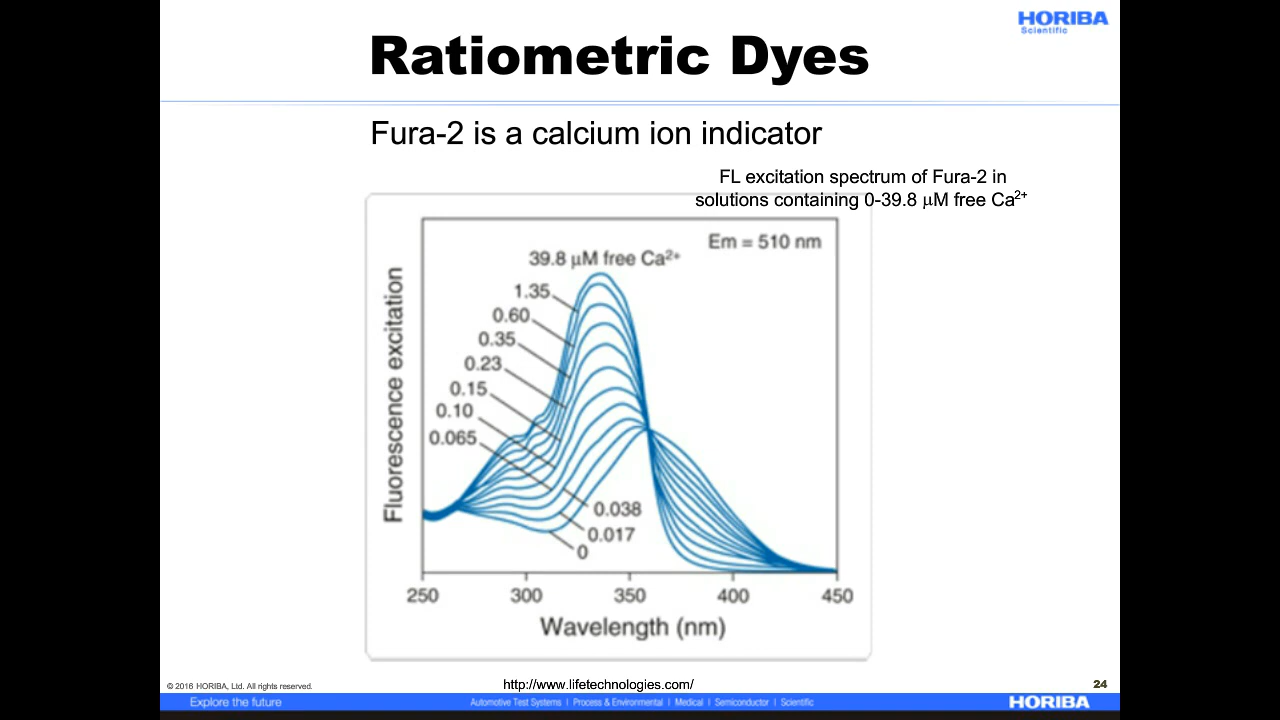 HORIBA
Scientific
Ratiometric Dyes
Fura-2 is a calcium ion indicator
FL excitation spectrum of Fura-2 in
solutions containing 0-39.8 μM free Ca²⁺
Em = 510 nm
39.8 μM free Ca²⁺
1.35
0.60
0.35
0.23
0.15
0.10
0.065
0.038
0.017
0
Fluorescence excitation
250 300 350 400 450
Wavelength (nm)
© 2016 HORIBA, Ltd. All rights reserved.
http://www.lifetechnologies.com/
24
Explore the future
Automotive Test Systems | Process & Environmental | Medical | Semiconductor | Scientific
HORIBA